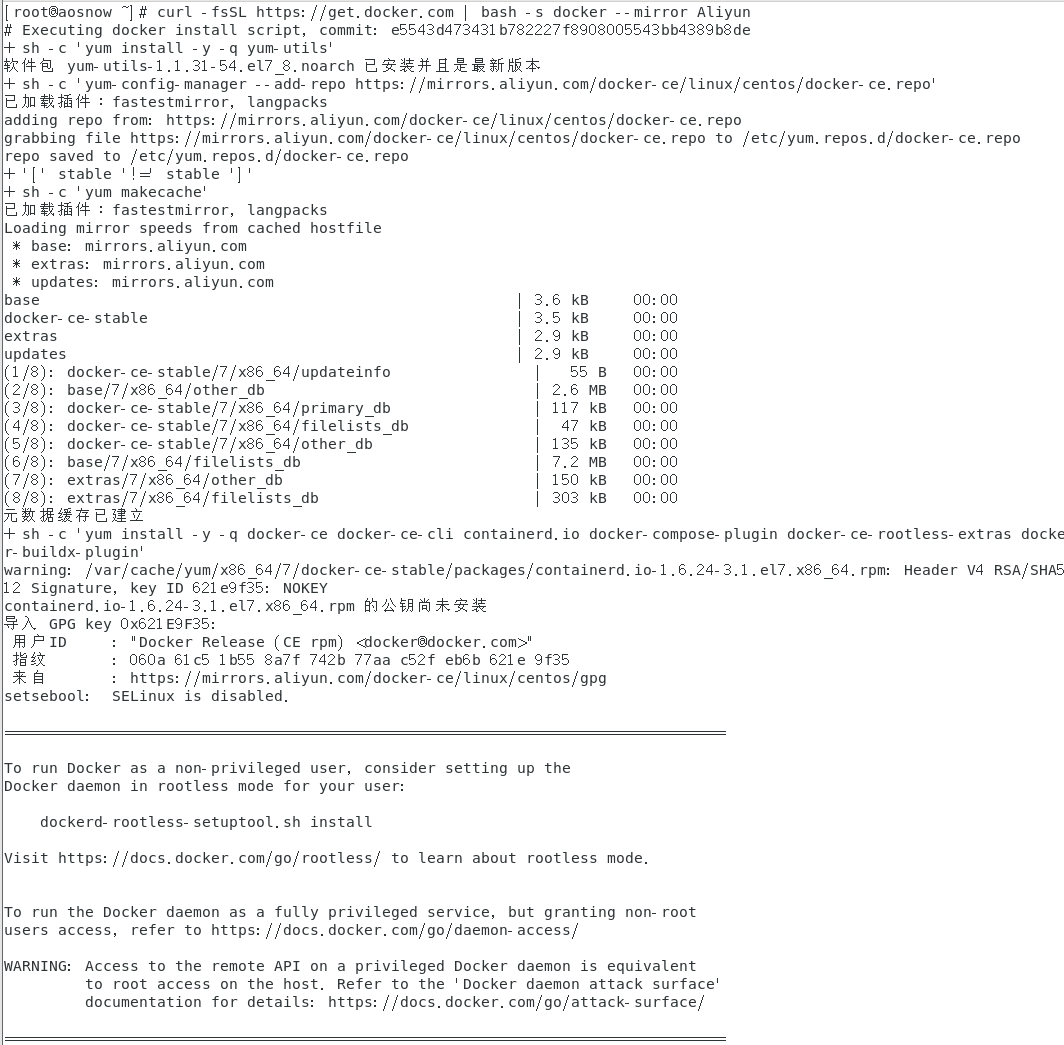 [root@aosnow ~]# curl -fsSL https://get.docker.com | bash -s docker --mirror Aliyun
# Executing docker install script, commit: e5543d473431b782227f8908005543bb4389b8de
+ sh -c 'yum install -y -q yum-utils'
软件包 yum-utils-1.1.31-54.el7_8.noarch 已安装并且是最新版本
+ sh -c 'yum-config-manager --add-repo https://mirrors.aliyun.com/docker-ce/linux/centos/docker-ce.repo'
已加载插件：fastestmirror, langpacks
adding repo from: https://mirrors.aliyun.com/docker-ce/linux/centos/docker-ce.repo
grabbing file https://mirrors.aliyun.com/docker-ce/linux/centos/docker-ce.repo to /etc/yum.repos.d/docker-ce.repo
repo saved to /etc/yum.repos.d/docker-ce.repo
+ '[' stable '!=' stable ']'
+ sh -c 'yum makecache'
已加载插件：fastestmirror, langpacks
Loading mirror speeds from cached hostfile
 * base: mirrors.aliyun.com
 * extras: mirrors.aliyun.com
 * updates: mirrors.aliyun.com
base | 3.6 kB 00:00
docker-ce-stable | 3.5 kB 00:00
extras | 2.9 kB 00:00
updates | 2.9 kB 00:00
(1/8): docker-ce-stable/7/x86_64/updateinfo | 55 B 00:00
(2/8): base/7/x86_64/other_db | 2.6 MB 00:00
(3/8): docker-ce-stable/7/x86_64/primary_db | 117 kB 00:00
(4/8): docker-ce-stable/7/x86_64/filelists_db | 47 kB 00:00
(5/8): docker-ce-stable/7/x86_64/other_db | 135 kB 00:00
(6/8): base/7/x86_64/filelists_db | 7.2 MB 00:00
(7/8): extras/7/x86_64/other_db | 150 kB 00:00
(8/8): extras/7/x86_64/filelists_db | 303 kB 00:00
元数据缓存已建立
+ sh -c 'yum install -y -q docker-ce docker-ce-cli containerd.io docker-compose-plugin docker-ce-rootless-extras docke
r-buildx-plugin'
warning: /var/cache/yum/x86_64/7/docker-ce-stable/packages/containerd.io-1.6.24-3.1.el7.x86_64.rpm: Header V4 RSA/SHA5
12 Signature, key ID 621e9f35: NOKEY
containerd.io-1.6.24-3.1.el7.x86_64.rpm 的公钥尚未安装
导入 GPG key 0x621E9F35:
 用户ID : "Docker Release (CE rpm) <docker@docker.com>"
 指纹 : 060a 61c5 1b55 8a7f 742b 77aa c52f eb6b 621e 9f35
 来自 : https://mirrors.aliyun.com/docker-ce/linux/centos/gpg
setsebool:  SELinux is disabled.
================================================================================
To run Docker as a non-privileged user, consider setting up the
Docker daemon in rootless mode for your user:
    dockerd-rootless-setuptool.sh install
Visit https://docs.docker.com/go/rootless/ to learn about rootless mode.
To run the Docker daemon as a fully privileged service, but granting non-root
users access, refer to https://docs.docker.com/go/daemon-access/
WARNING: Access to the remote API on a privileged Docker daemon is equivalent
         to root access on the host. Refer to the 'Docker daemon attack surface'
         documentation for details: https://docs.docker.com/go/attack-surface/
================================================================================